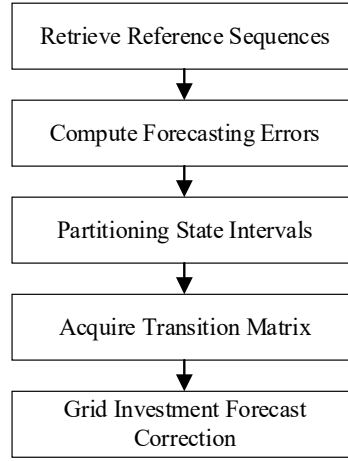 Retrieve Reference Sequences
Compute Forecasting Errors
Partitioning State Intervals
Acquire Transition Matrix
Grid Investment Forecast
Correction